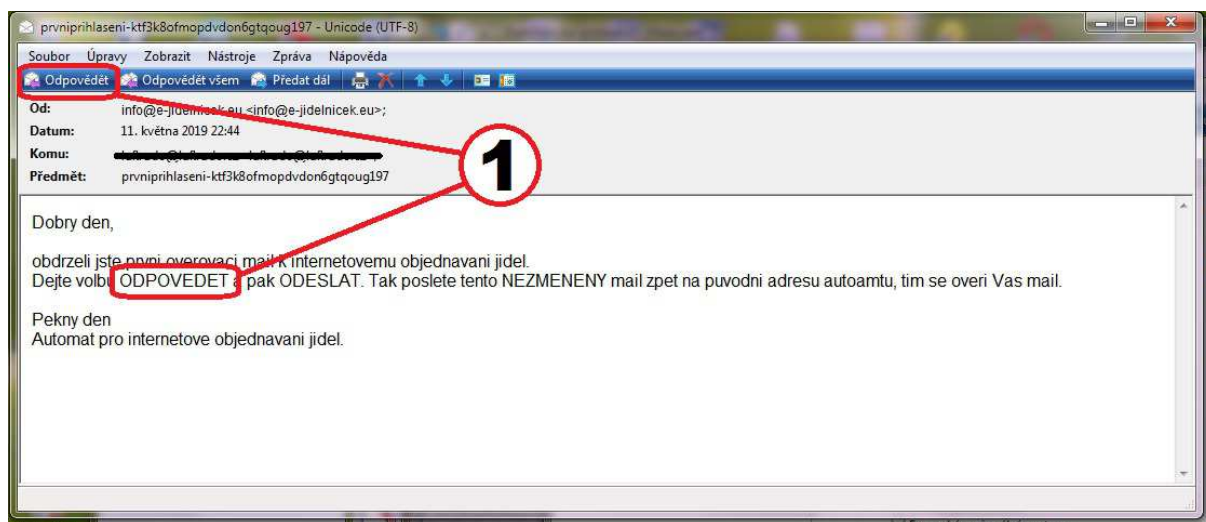 prvniprihlaseni-ktf3k8ofmopdvdon6gtqoug197 - Unicode (UTF-8)
Soubor Úpravy Zobrazit Nástroje Zpráva Nápověda
Odpovědět Odpovědět všem Předat dál
Od: info@e-jidelnicek.eu <info@e-jidelnicek.eu>;
Datum: 11. května 2019 22:44
Komu:
Předmět: prvniprihlaseni-ktf3k8ofmopdvdon6gtqoug197
1
Dobry den,
obdrzeli jste prvni overovaci mail k internetovemu objednavani jidel.
Dejte volbu ODPOVEDET a pak ODESLAT. Tak poslete tento NEZMENENY mail zpet na puvodni adresu autoamtu, tim se overi Vas mail.
Pekny den
Automat pro internetove objednavani jidel.